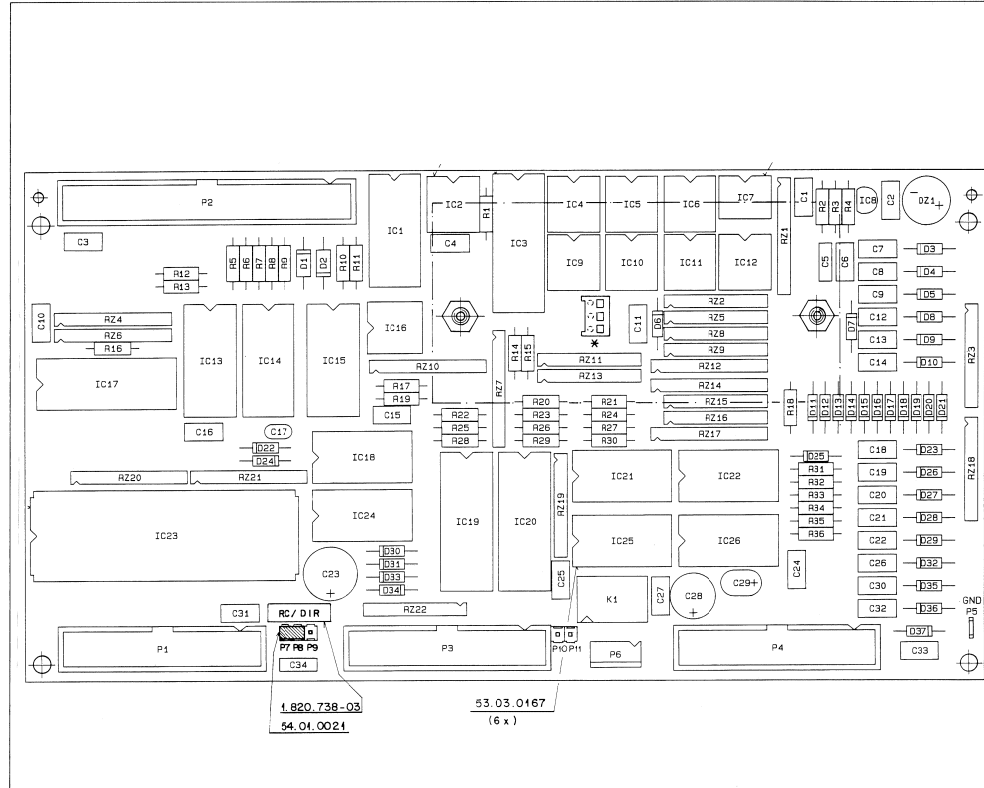 P2
IC1
IC2
R1
IC3
IC4
IC5
IC6
IC7
RZ1
C1
R2
R3
R4
IC8
C2
DZ1
- +
C3
C4
R5
R6
R7
R8
R9
D1
D2
R10
R11
IC9
IC10
IC11
IC12
C5
C6
C7
D3
R12
R13
C8
D4
C9
D5
C10
RZ4
RZ6
R16
IC13
IC14
IC15
IC16
C11
D6
RZ2
RZ5
RZ8
RZ9
D7
C12
D8
C13
D9
C14
D10
RZ3
*
IC17
RZ10
RZ7
R14
R15
RZ11
RZ13
RZ12
RZ14
RZ15
RZ16
RZ17
R17
R19
C15
R18
D11
D12
D13
D14
D15
D16
D17
D18
D19
D20
D21
R20
R21
R22
R23
R24
R25
R26
R27
R28
R29
R30
C16
C17
D22
D24
IC18
C18
D23
RZ18
D25
R31
R32
R33
R34
R35
R36
C19
D26
RZ20
RZ21
IC19
IC20
RZ19
IC21
IC22
C20
D27
IC23
IC24
IC25
IC26
C21
D28
C22
D29
D30
D31
D33
D34
C23
+
C25
C24
C26
D32
K1
C27
C28
+
C29+
C30
D35
C31
RC/DIR
RZ22
C32
D36
GND
P5
P1
P7 P8 P9
C34
P3
P10 P11
P6
P4
D37
C33
1.820.738-03
54.01.0021
53.03.0167
(6x)